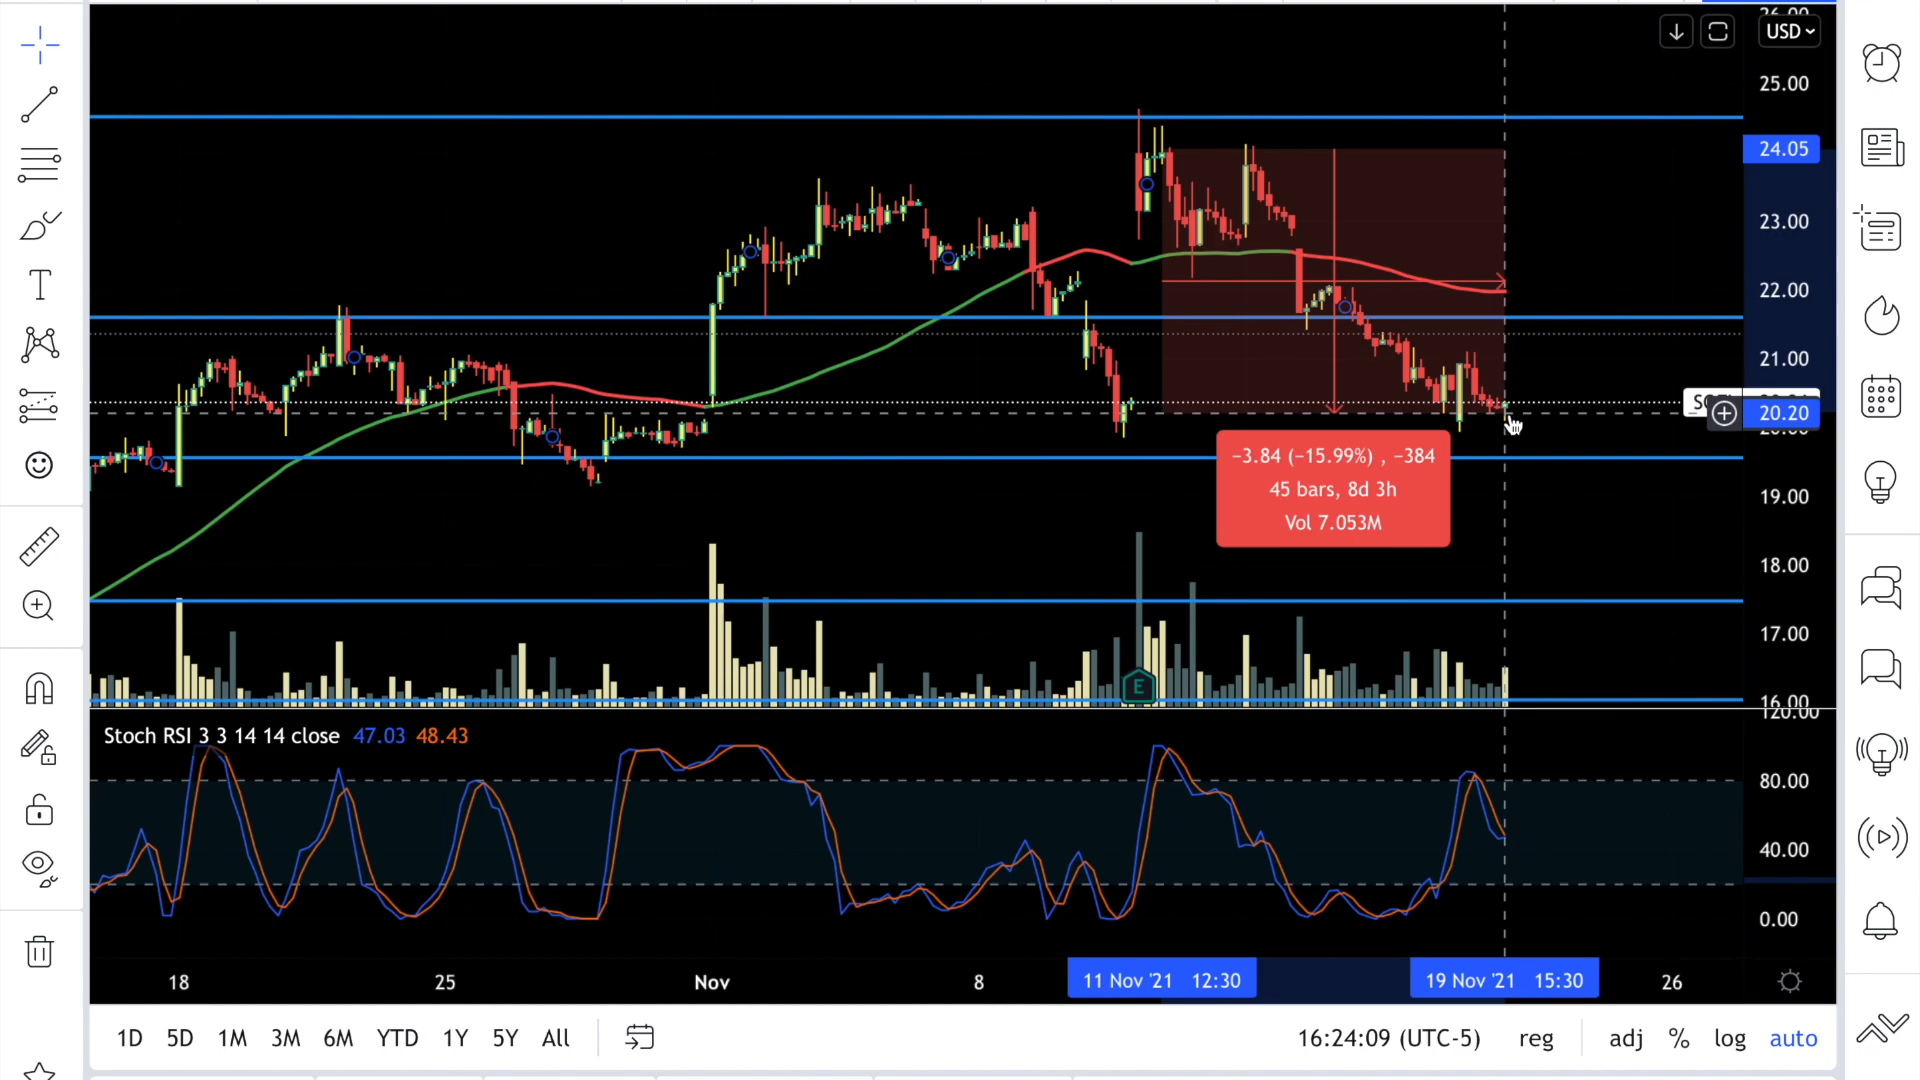 26.00
USD
25.00
24.05
23.00
22.00
21.00
20.20
19.00
18.00
17.00
16.00
−3.84 (−15.99%) , −384
45 bars, 8d 3h
Vol 7.053M
E
T
120.00
Stoch RSI 3 3 14 14 close 47.03 48.43
80.00
40.00
0.00
18 25 Nov 8 11 Nov '21 12:30 19 Nov '21 15:30 26
1D 5D 1M 3M 6M YTD 1Y 5Y All 16:24:09 (UTC-5) reg adj % log auto